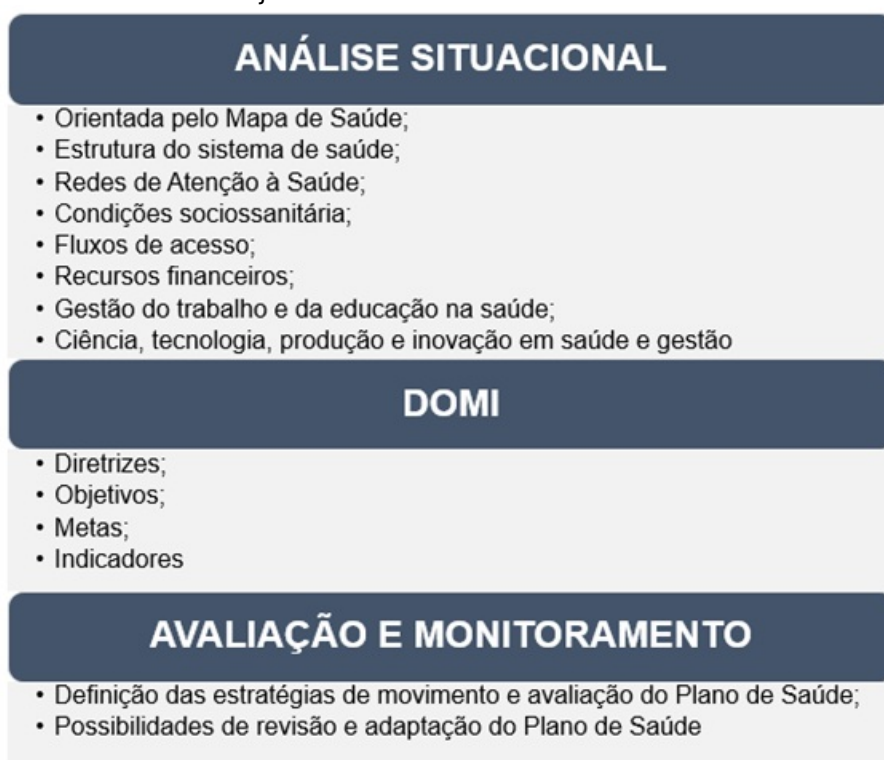 ANÁLISE SITUACIONAL
• Orientada pelo Mapa de Saúde;
• Estrutura do sistema de saúde;
• Redes de Atenção à Saúde;
• Condições sociossanitária;
• Fluxos de acesso;
• Recursos financeiros;
• Gestão do trabalho e da educação na saúde;
• Ciência, tecnologia, produção e inovação em saúde e gestão
DOMI
• Diretrizes;
• Objetivos;
• Metas;
• Indicadores
AVALIAÇÃO E MONITORAMENTO
• Definição das estratégias de movimento e avaliação do Plano de Saúde;
• Possibilidades de revisão e adaptação do Plano de Saúde